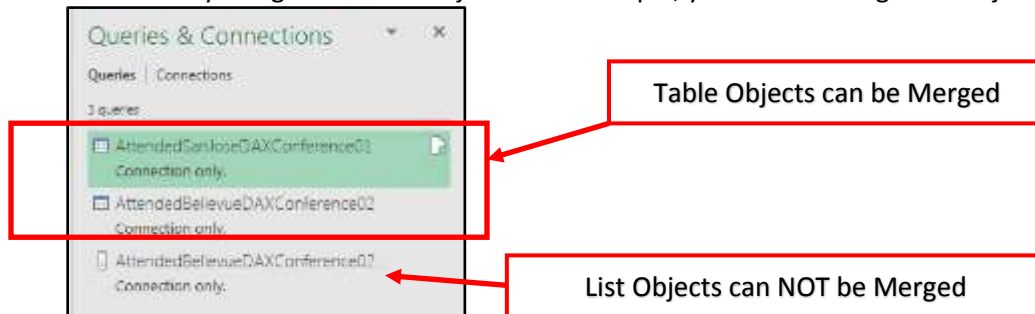 Queries & Connections
Queries | Connections
3 queries
Table Objects can be Merged
AttendedSanJoseDAXConference01
Connection only.
AttendedBellevueDAXConference02
Connection only.
AttendedBellevueDAXConference02
Connection only.
List Objects can NOT be Merged